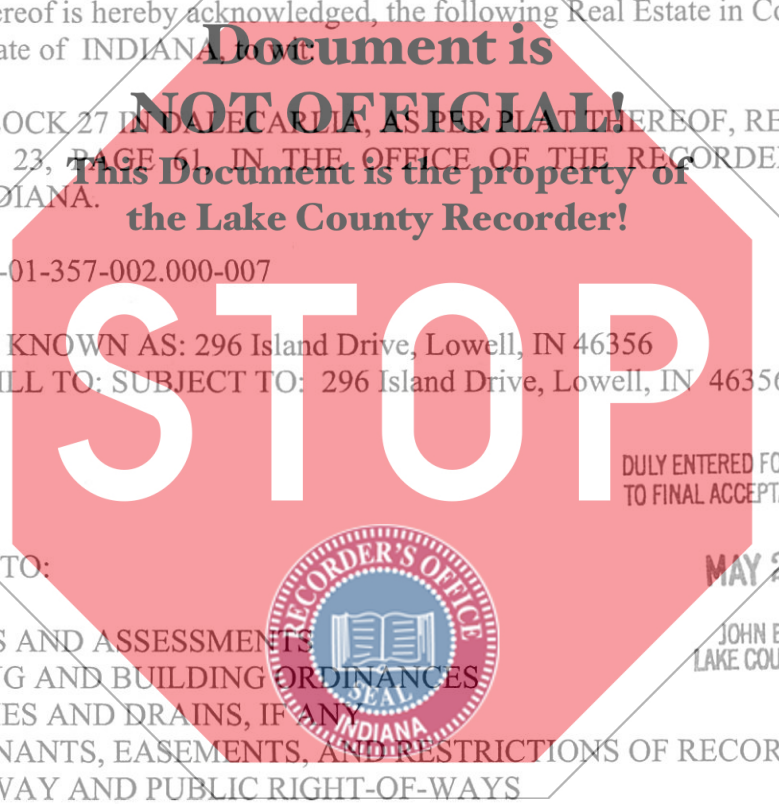 ereof is hereby acknowledged, the following Real Estate in Co
ate of INDIANA, to wit:
Document is
NOT OFFICIAL!
OCK 27 IN DALECARLIA, AS PER PLAT THEREOF, RE
23, PAGE 61, IN THE OFFICE OF THE RECORDER
This Document is the property of
DIANA.
the Lake County Recorder!
-01-357-002.000-007
STOP
KNOWN AS: 296 Island Drive, Lowell, IN 46356
ILL TO: SUBJECT TO: 296 Island Drive, Lowell, IN 46356
DULY ENTERED FO
TO FINAL ACCEPT
TO:
MAY 2
RECORDER'S OFFICE
SEAL
INDIANA
S AND ASSESSMENTS
JOHN E
LAKE COU
G AND BUILDING ORDINANCES
ES AND DRAINS, IF ANY
NANTS, EASEMENTS, AND RESTRICTIONS OF RECOR
WAY AND PUBLIC RIGHT-OF-WAYS